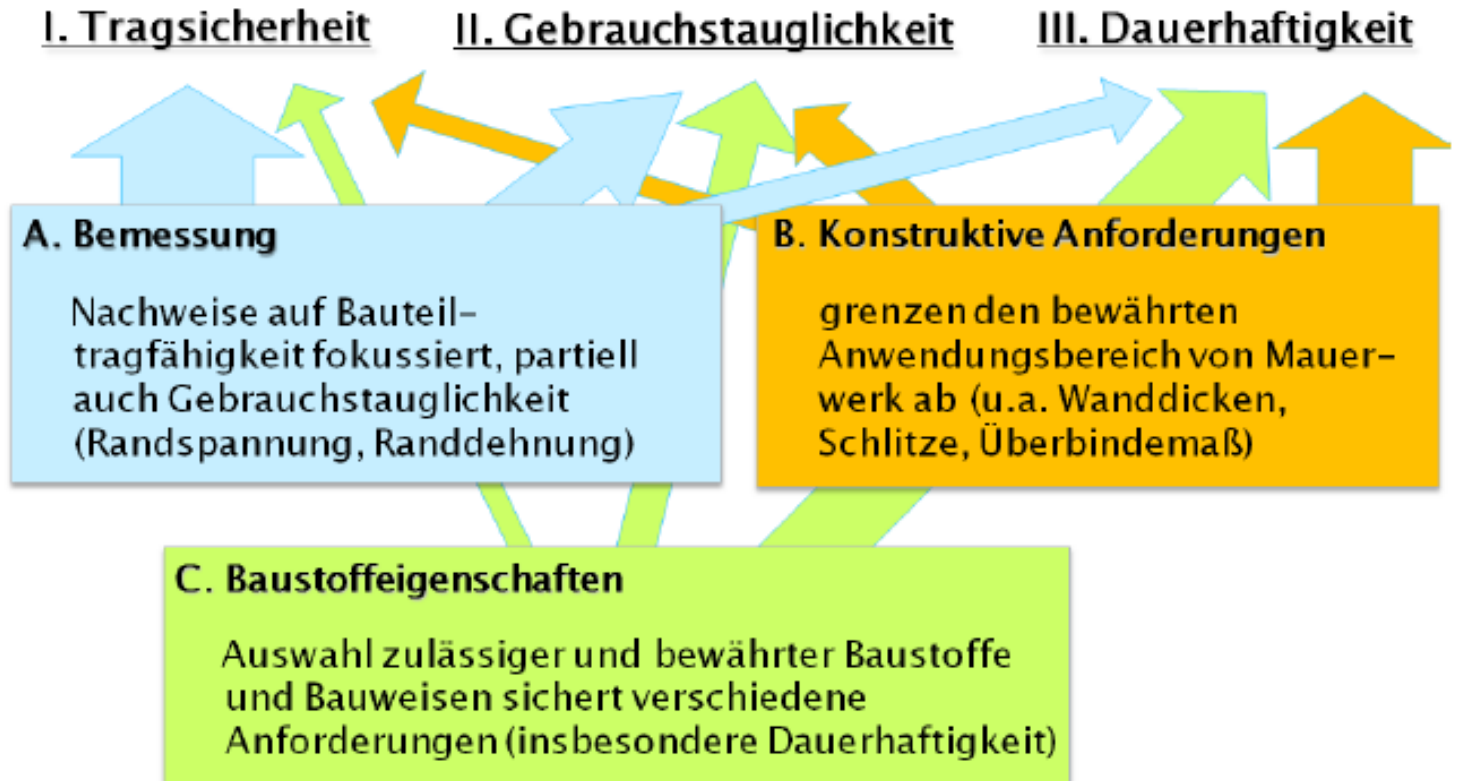 I. Tragsicherheit
II. Gebrauchstauglichkeit
III. Dauerhaftigkeit
A. Bemessung
Nachweise auf Bauteil-
tragfähigkeit fokussiert, partiell
auch Gebrauchstauglichkeit
(Randspannung, Randdehnung)
B. Konstruktive Anforderungen
grenzen den bewährten
Anwendungsbereich von Mauer-
werk ab (u.a. Wanddicken,
Schlitze, Überbindemaß)
C. Baustoffeigenschaften
Auswahl zulässiger und bewährter Baustoffe
und Bauweisen sichert verschiedene
Anforderungen (insbesondere Dauerhaftigkeit)